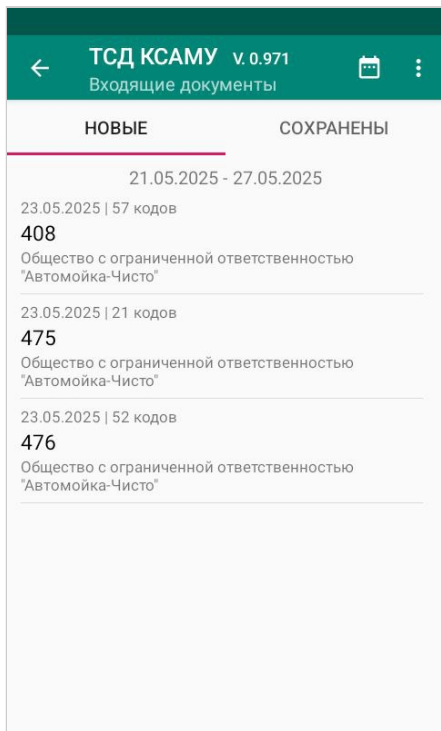 ТСД КСАМУ V. 0.971
Входящие документы
НОВЫЕ СОХРАНЕНЫ
21.05.2025 - 27.05.2025
23.05.2025 | 57 кодов
408
Общество с ограниченной ответственностью
"Автомойка-Чисто"
23.05.2025 | 21 кодов
475
Общество с ограниченной ответственностью
"Автомойка-Чисто"
23.05.2025 | 52 кодов
476
Общество с ограниченной ответственностью
"Автомойка-Чисто"